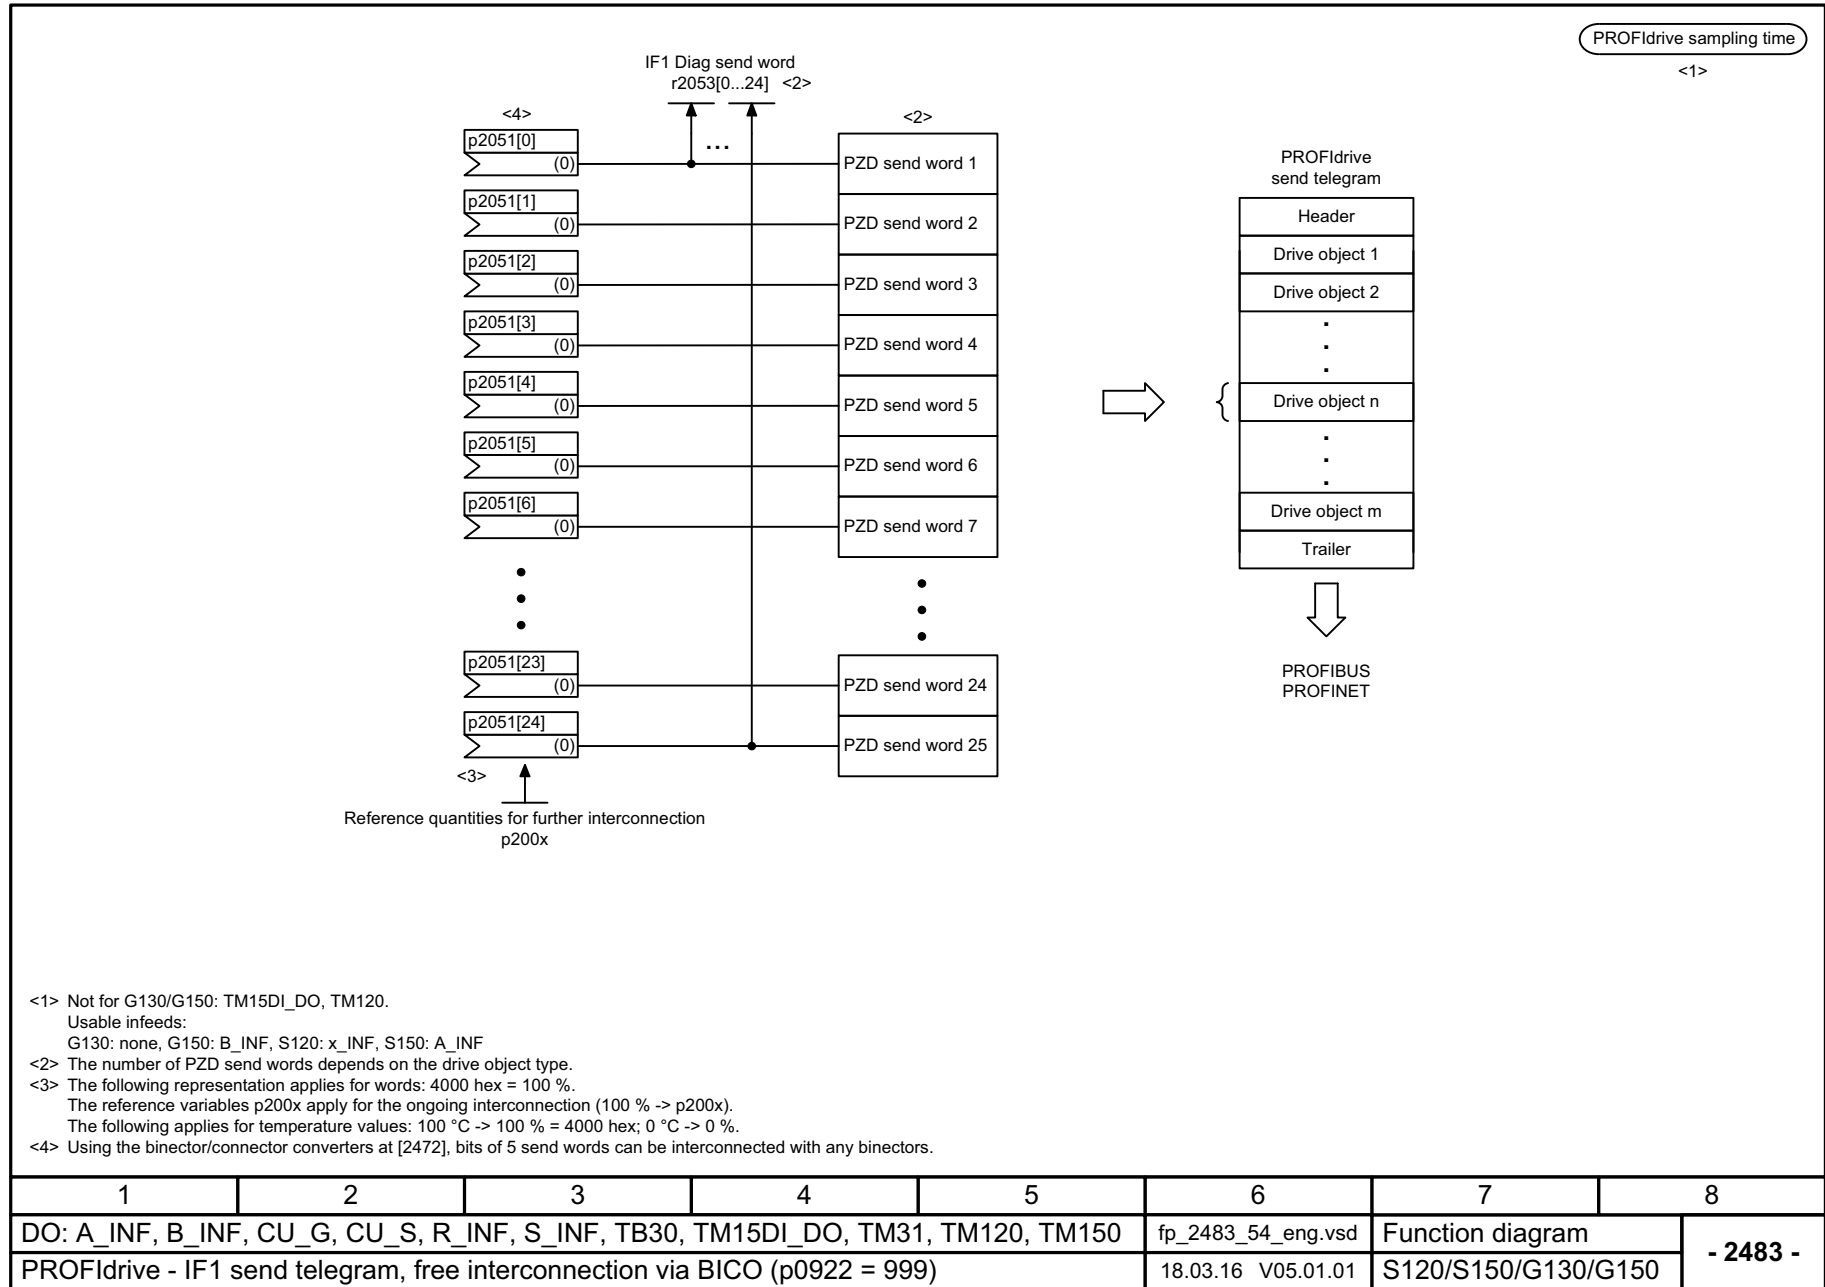 PROFIdrive sampling time
<1>
IF1 Diag send word
r2053[0...24] <2>
<4>
<2>
...
p2051[0]
(0)
PZD send word 1
p2051[1]
(0)
PZD send word 2
p2051[2]
(0)
PZD send word 3
p2051[3]
(0)
PZD send word 4
p2051[4]
(0)
PZD send word 5
p2051[5]
(0)
PZD send word 6
p2051[6]
(0)
PZD send word 7
p2051[23]
(0)
PZD send word 24
p2051[24]
(0)
PZD send word 25
<3>
Reference quantities for further interconnection
p200x
PROFIdrive
send telegram
Header
Drive object 1
Drive object 2
Drive object n
Drive object m
Trailer
PROFIBUS
PROFINET
<1> Not for G130/G150: TM15DI_DO, TM120.
Usable infeeds:
G130: none, G150: B_INF, S120: x_INF, S150: A_INF
<2> The number of PZD send words depends on the drive object type.
<3> The following representation applies for words: 4000 hex = 100 %.
The reference variables p200x apply for the ongoing interconnection (100 % -> p200x).
The following applies for temperature values: 100 °C -> 100 % = 4000 hex; 0 °C -> 0 %.
<4> Using the binector/connector converters at [2472], bits of 5 send words can be interconnected with any binectors.
1 2 3 4 5 6 7 8
DO: A_INF, B_INF, CU_G, CU_S, R_INF, S_INF, TB30, TM15DI_DO, TM31, TM120, TM150
fp_2483_54_eng.vsd
Function diagram
- 2483 -
PROFIdrive - IF1 send telegram, free interconnection via BICO (p0922 = 999)
18.03.16 V05.01.01
S120/S150/G130/G150